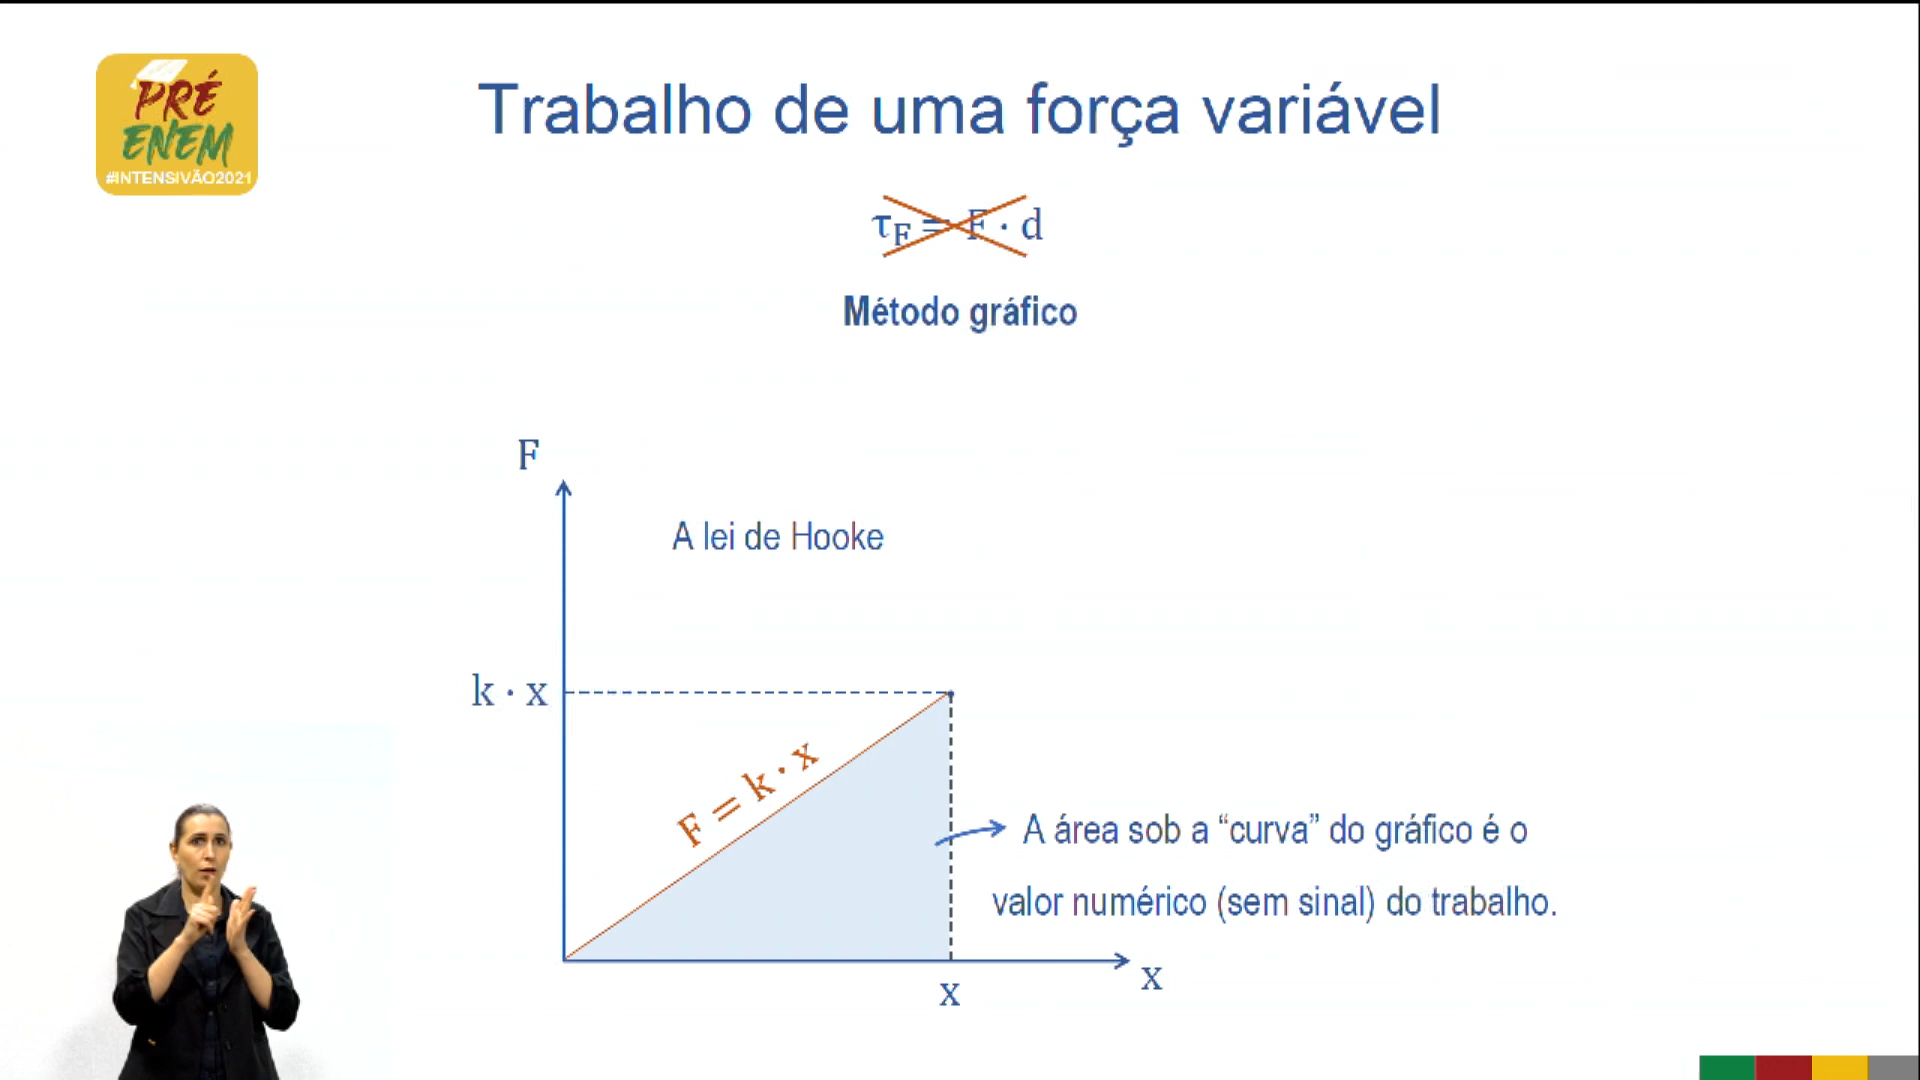 PRÉ
ENEM
#INTENSIVÃO2021
Trabalho de uma força variável
τF = F · d
Método gráfico
F
A lei de Hooke
k · x
F = k · x
A área sob a “curva” do gráfico é o
valor numérico (sem sinal) do trabalho.
x
x